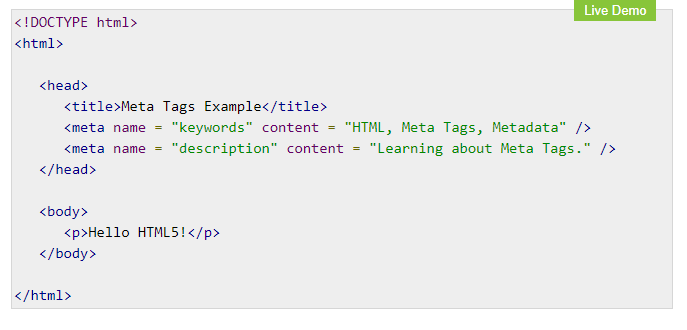 Live Demo
<!DOCTYPE html>
<html>
<head>
<title>Meta Tags Example</title>
<meta name = "keywords" content = "HTML, Meta Tags, Metadata" />
<meta name = "description" content = "Learning about Meta Tags." />
</head>
<body>
<p>Hello HTML5!</p>
</body>
</html>